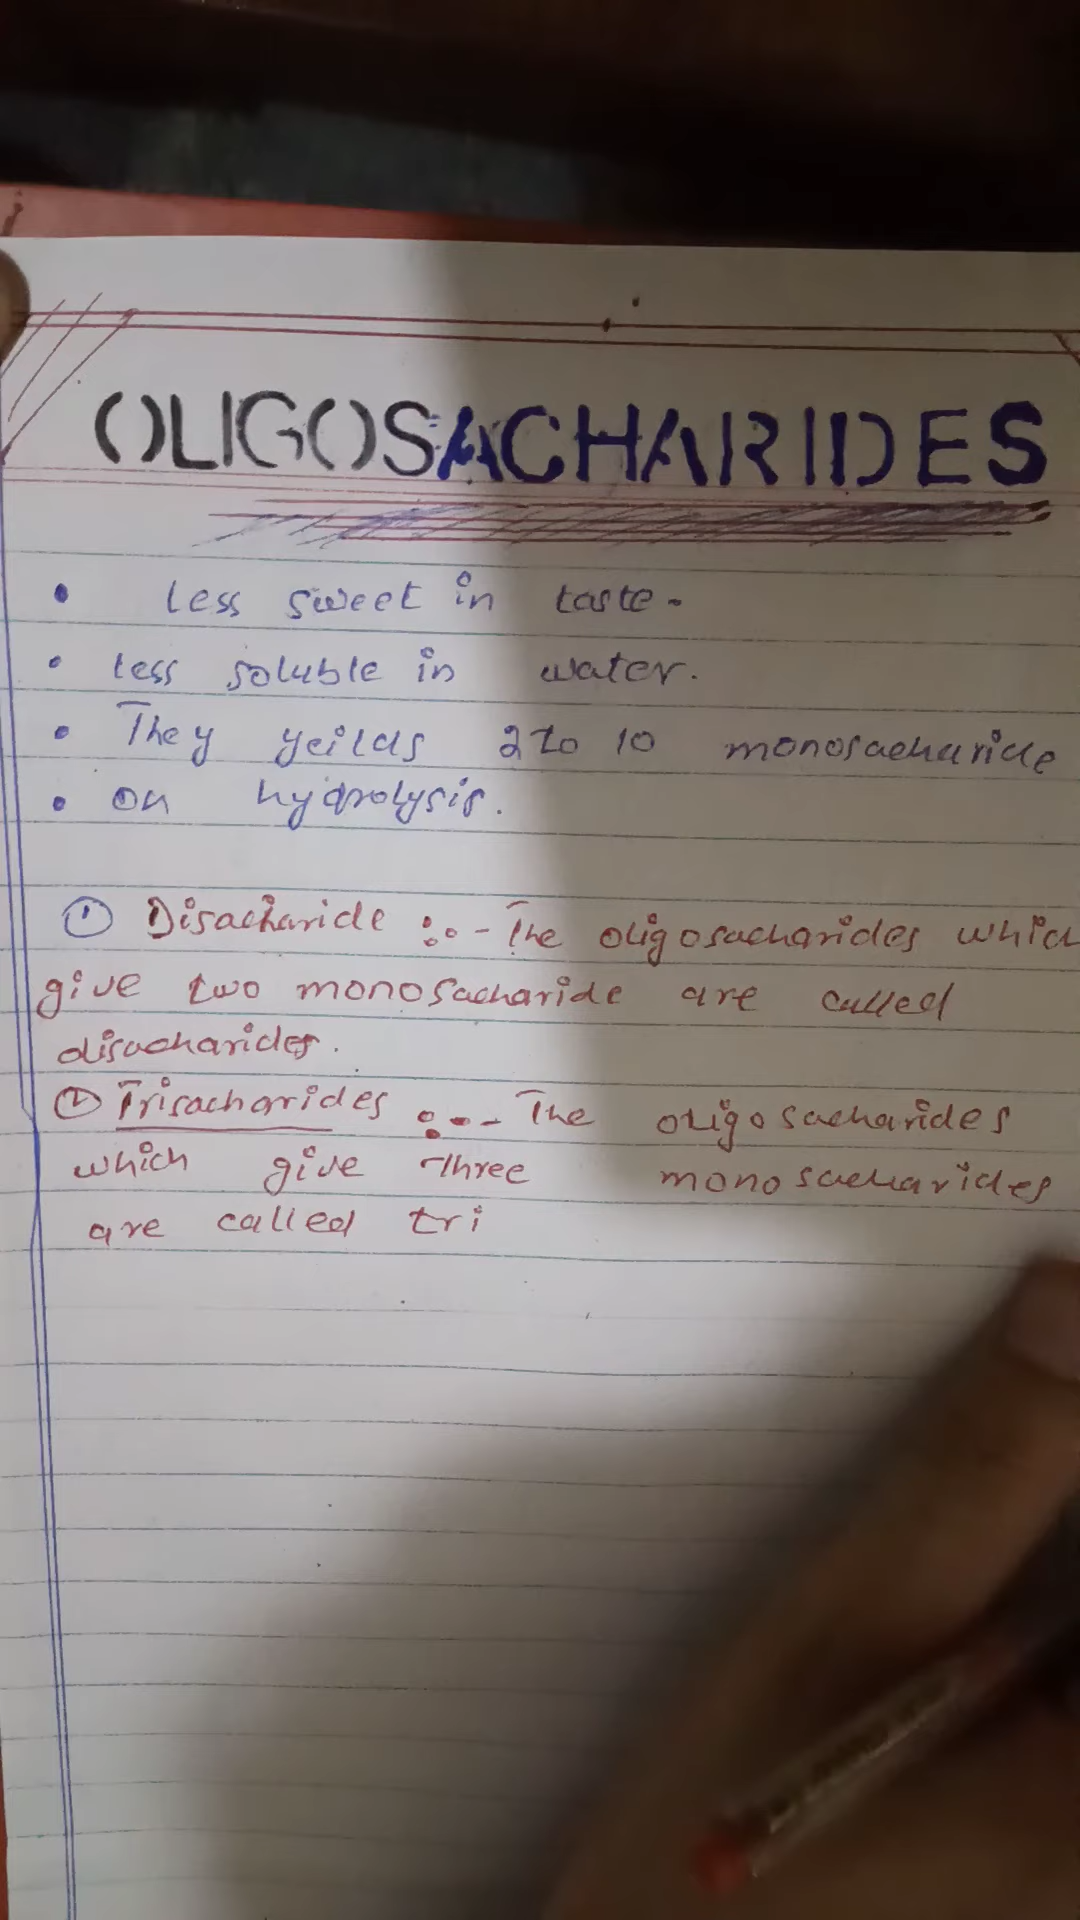 OLIGOSACHARIDES
• Less sweet in taste.
• less soluble in water.
• They yeilds 2 to 10 monosacharide
• on hydrolysis.
① Disacharide :- The oligosacharides which
give two monosacharide are called
disacharides.
② Trisacharides :- The oligosacharides
which give three monosacharides
are called tri